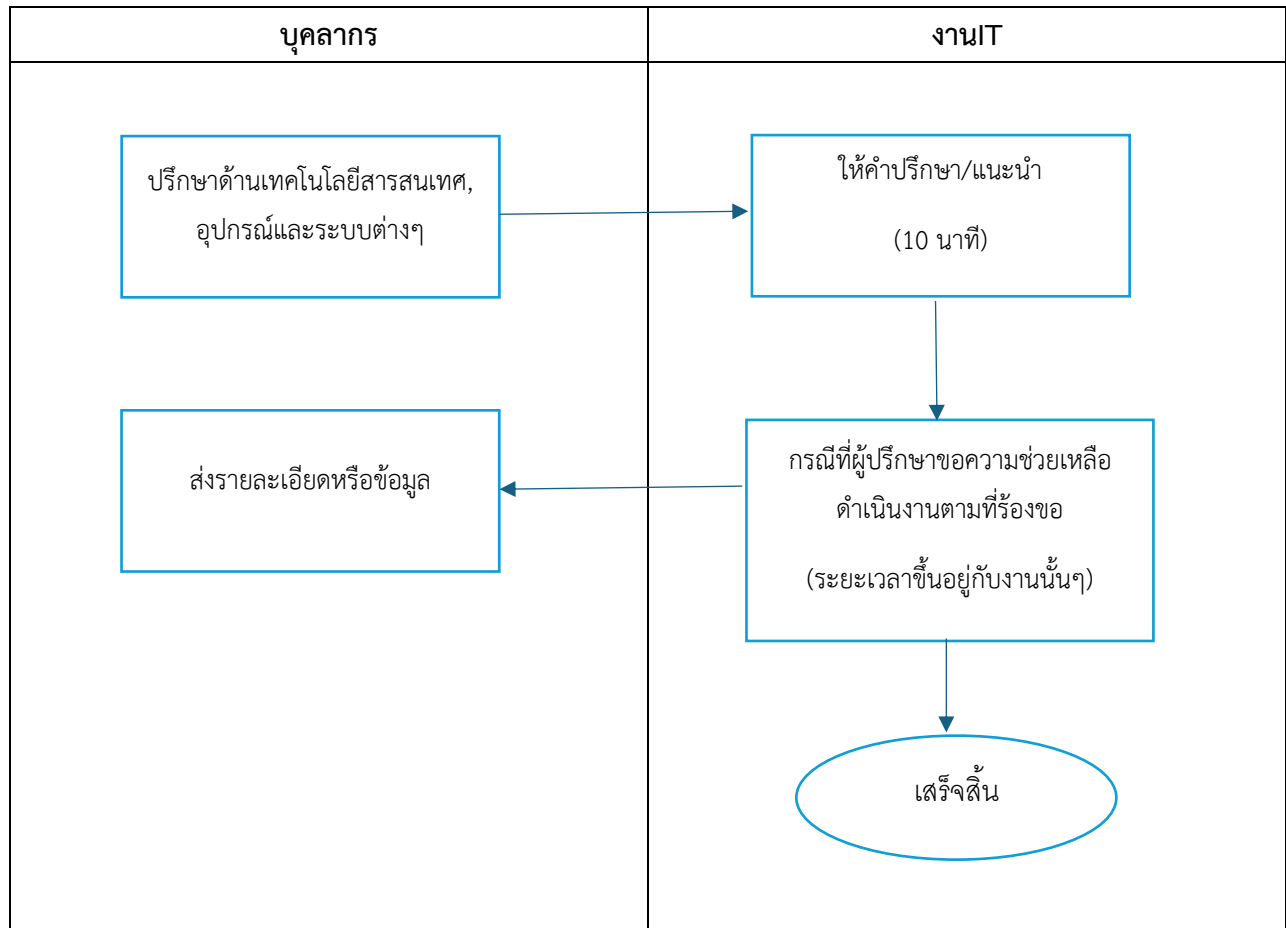 บุคลากร
งานIT
ปรึกษาด้านเทคโนโลยีสารสนเทศ,
อุปกรณ์และระบบต่างๆ
ให้คำปรึกษา/แนะนำ
(10 นาที)
ส่งรายละเอียดหรือข้อมูล
กรณีที่ผู้ปรึกษาขอความช่วยเหลือ
ดำเนินงานตามที่ร้องขอ
(ระยะเวลาขึ้นอยู่กับงานนั้นๆ)
เสร็จสิ้น